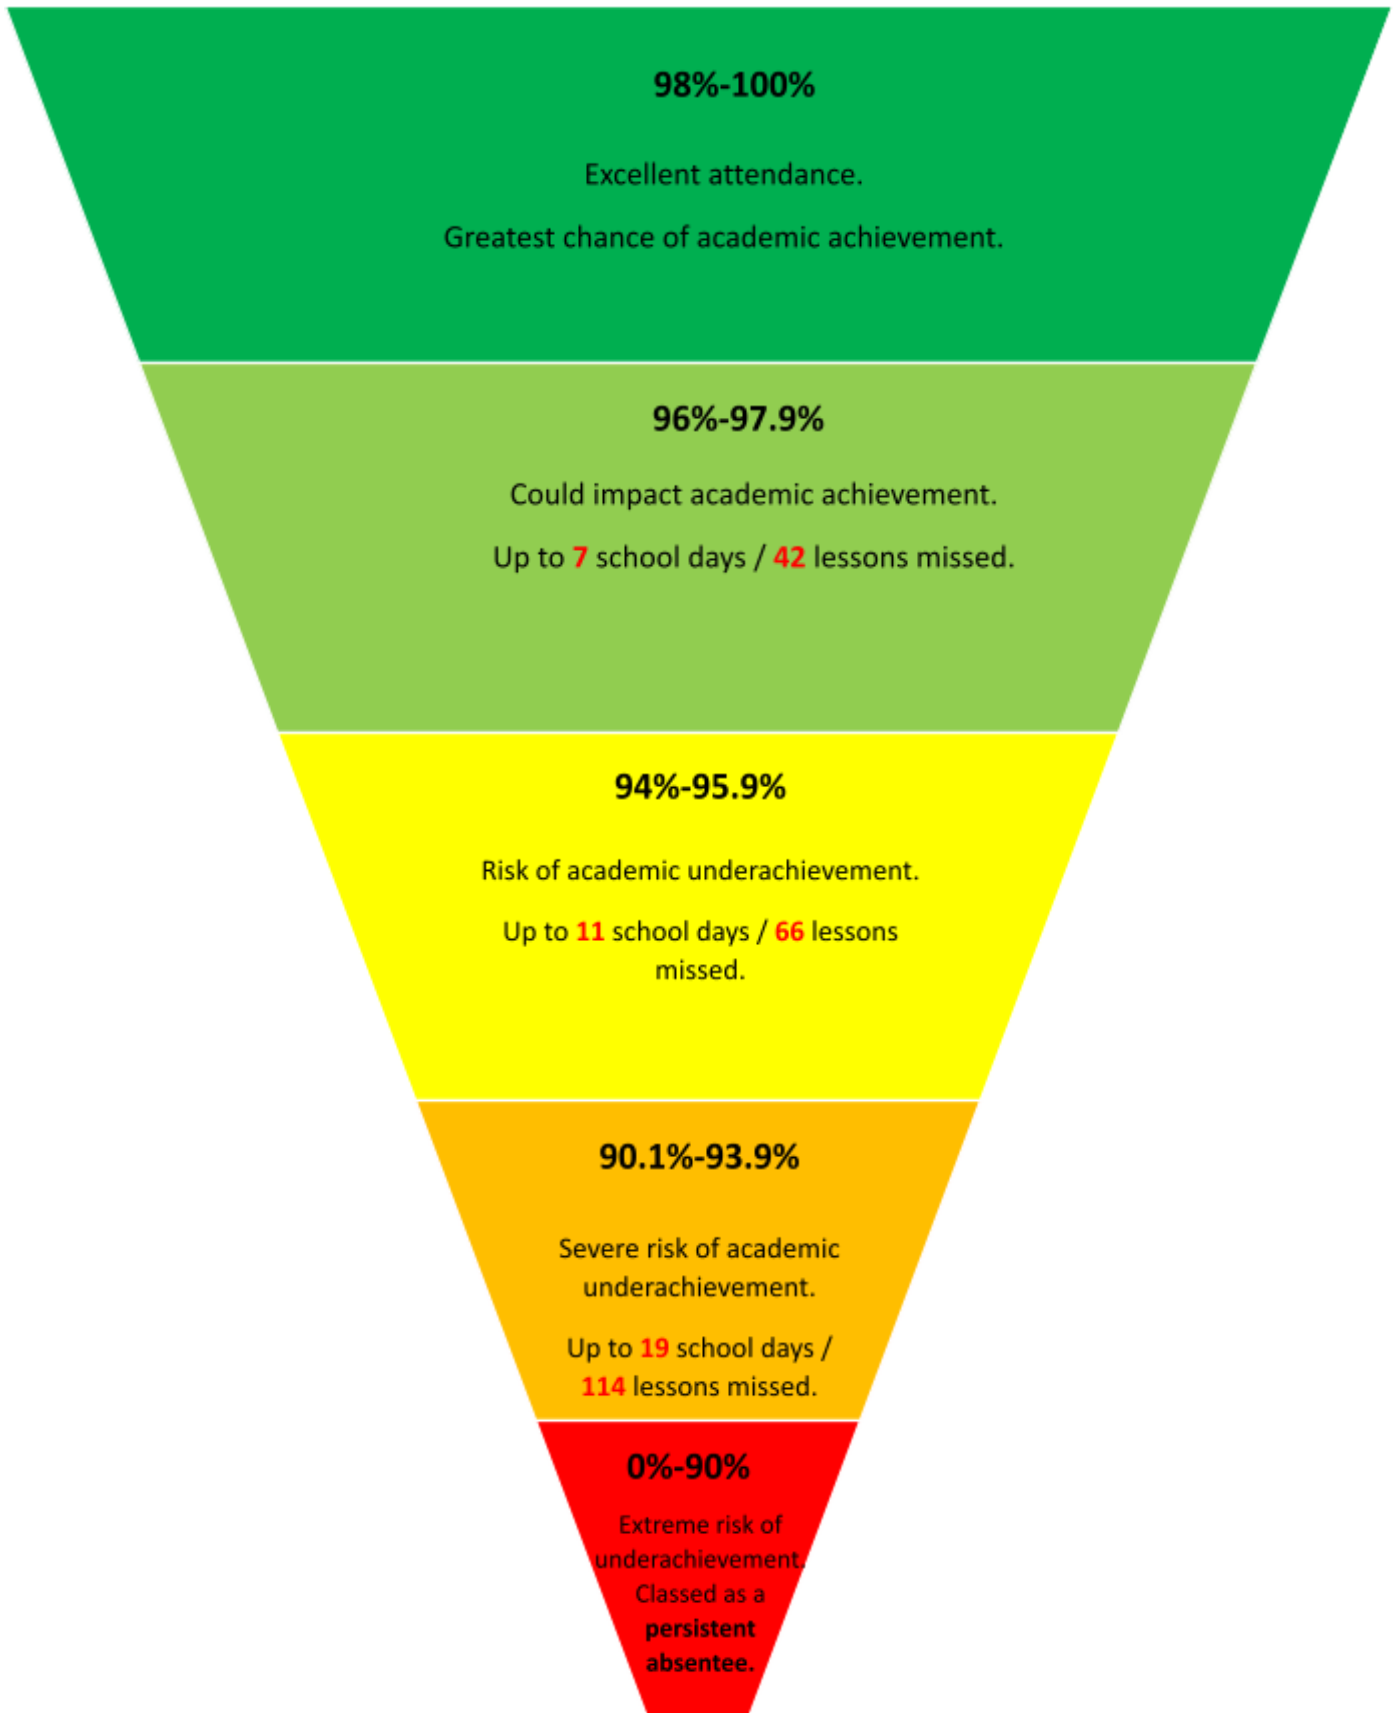 98%-100%
Excellent attendance.
Greatest chance of academic achievement.
96%-97.9%
Could impact academic achievement.
Up to 7 school days / 42 lessons missed.
94%-95.9%
Risk of academic underachievement.
Up to 11 school days / 66 lessons
missed.
90.1%-93.9%
Severe risk of academic
underachievement.
Up to 19 school days /
114 lessons missed.
0%-90%
Extreme risk of
underachievement.
Classed as a
persistent
absentee.